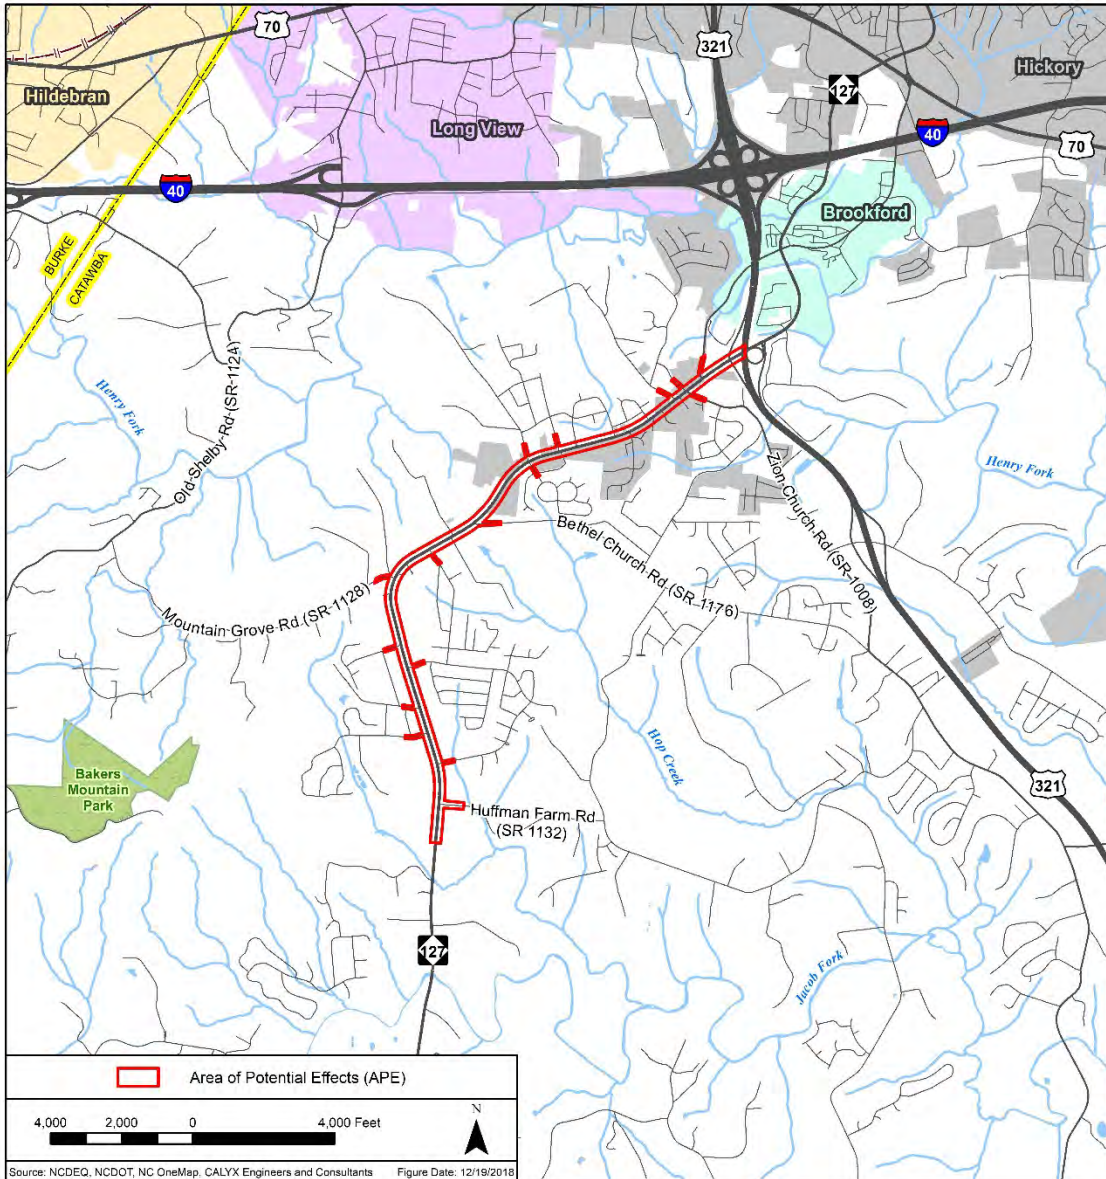 70
321
127
Hickory
Hildebran
Long View
40
70
40
Brookford
BURKE
CATAWBA
Henry Fork
Old Shelby Rd (SR-1124)
Zion Church Rd (SR-1008)
Henry Fork
Bethel Church Rd (SR 1176)
Mountain Grove Rd (SR-1128)
Hop Creek
Bakers
Mountain
Park
321
Huffman Farm Rd
(SR 1132)
127
Jacob Fork
Area of Potential Effects (APE)
4,000 2,000 0 4,000 Feet
N
Source: NCDEQ, NCDOT, NC OneMap, CALYX Engineers and Consultants Figure Date: 12/19/2018